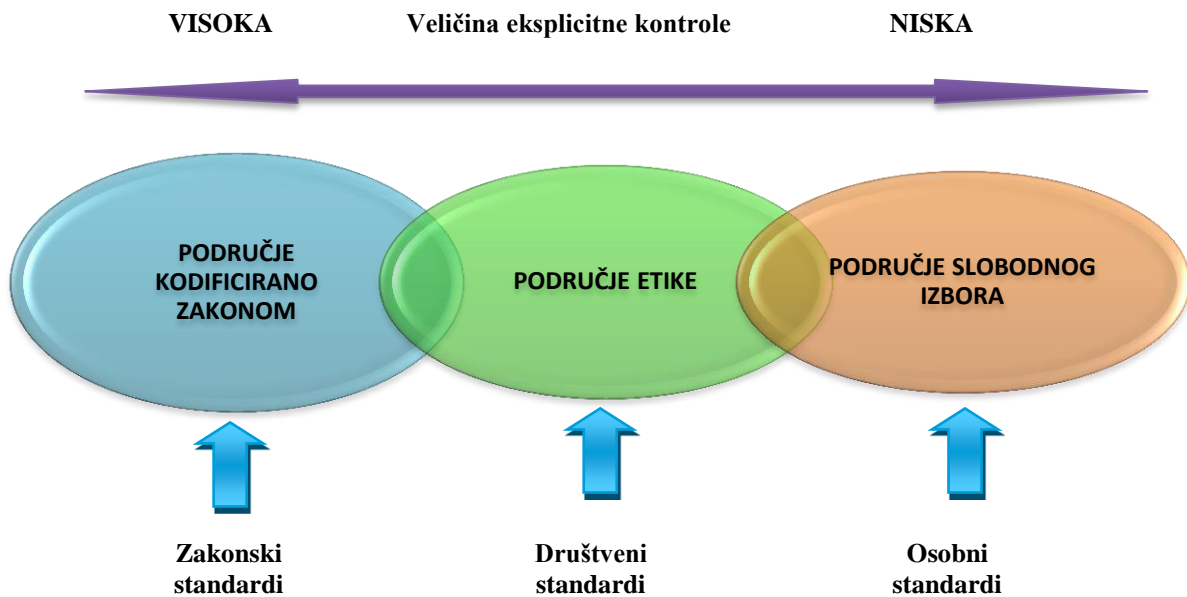 VISOKA Veličina eksplicitne kontrole NISKA
PODRUČJE
KODIFICIRANO
ZAKONOM
PODRUČJE ETIKE
PODRUČJE SLOBODNOG
IZBORA
Zakonski
standardi
Društveni
standardi
Osobni
standardi